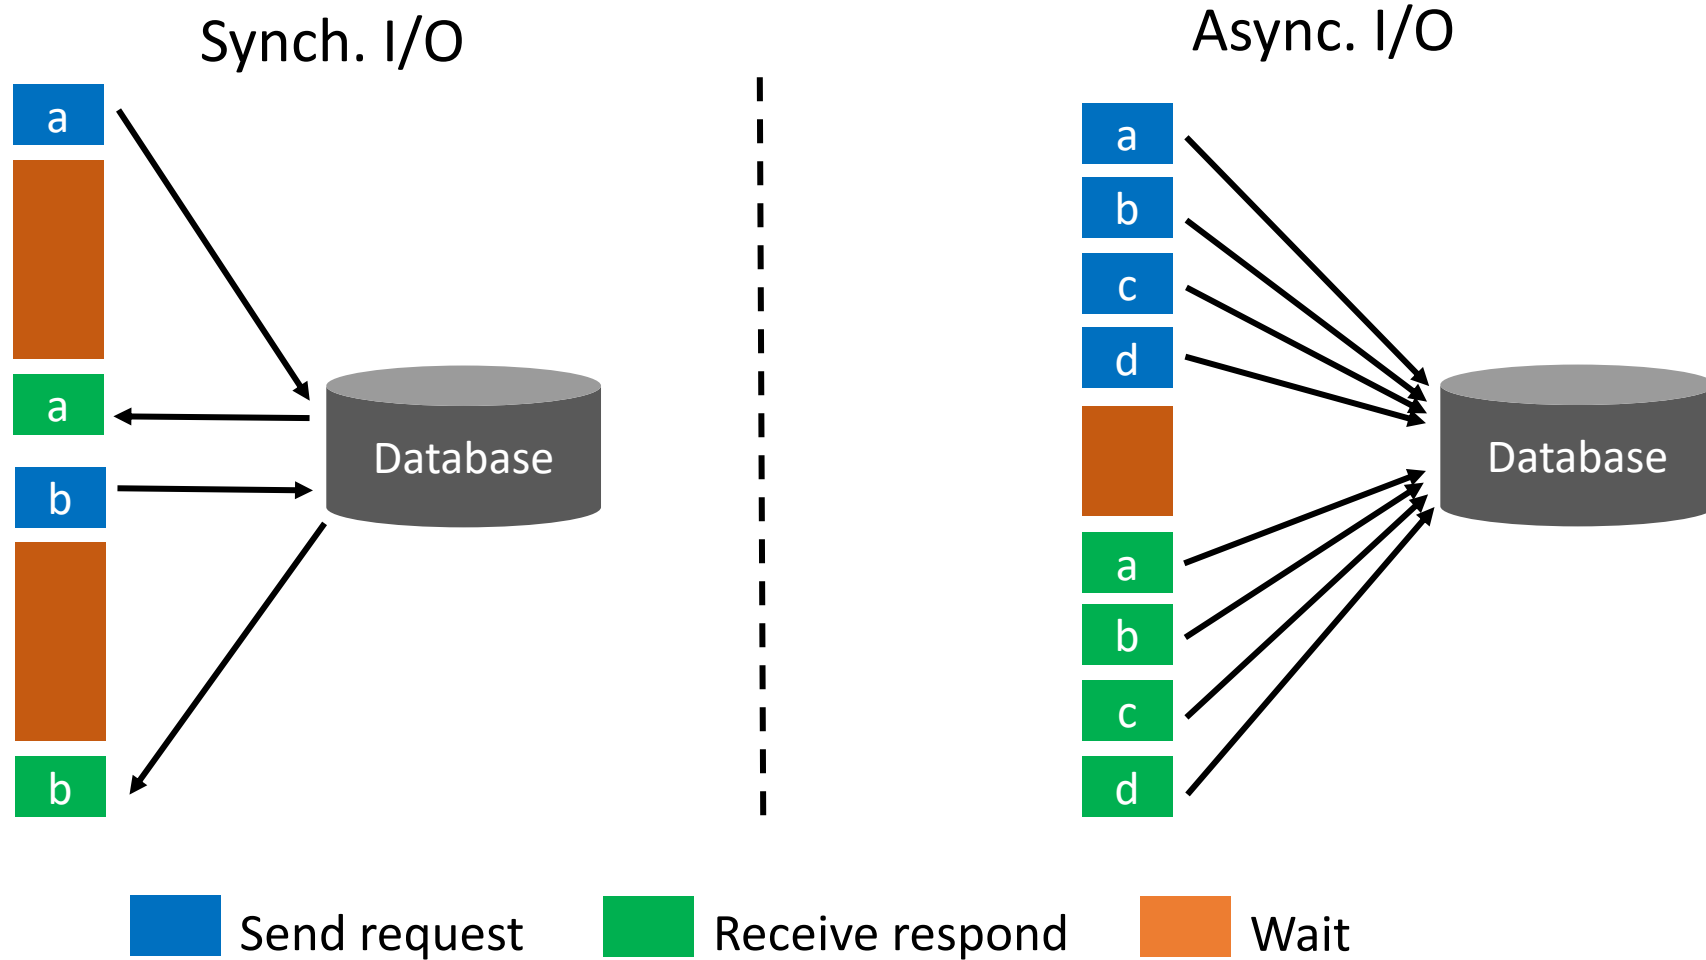 Synch. I/O
a
a
b
b
Database
Async. I/O
a
b
c
d
a
b
c
d
Database
Send request
Receive respond
Wait